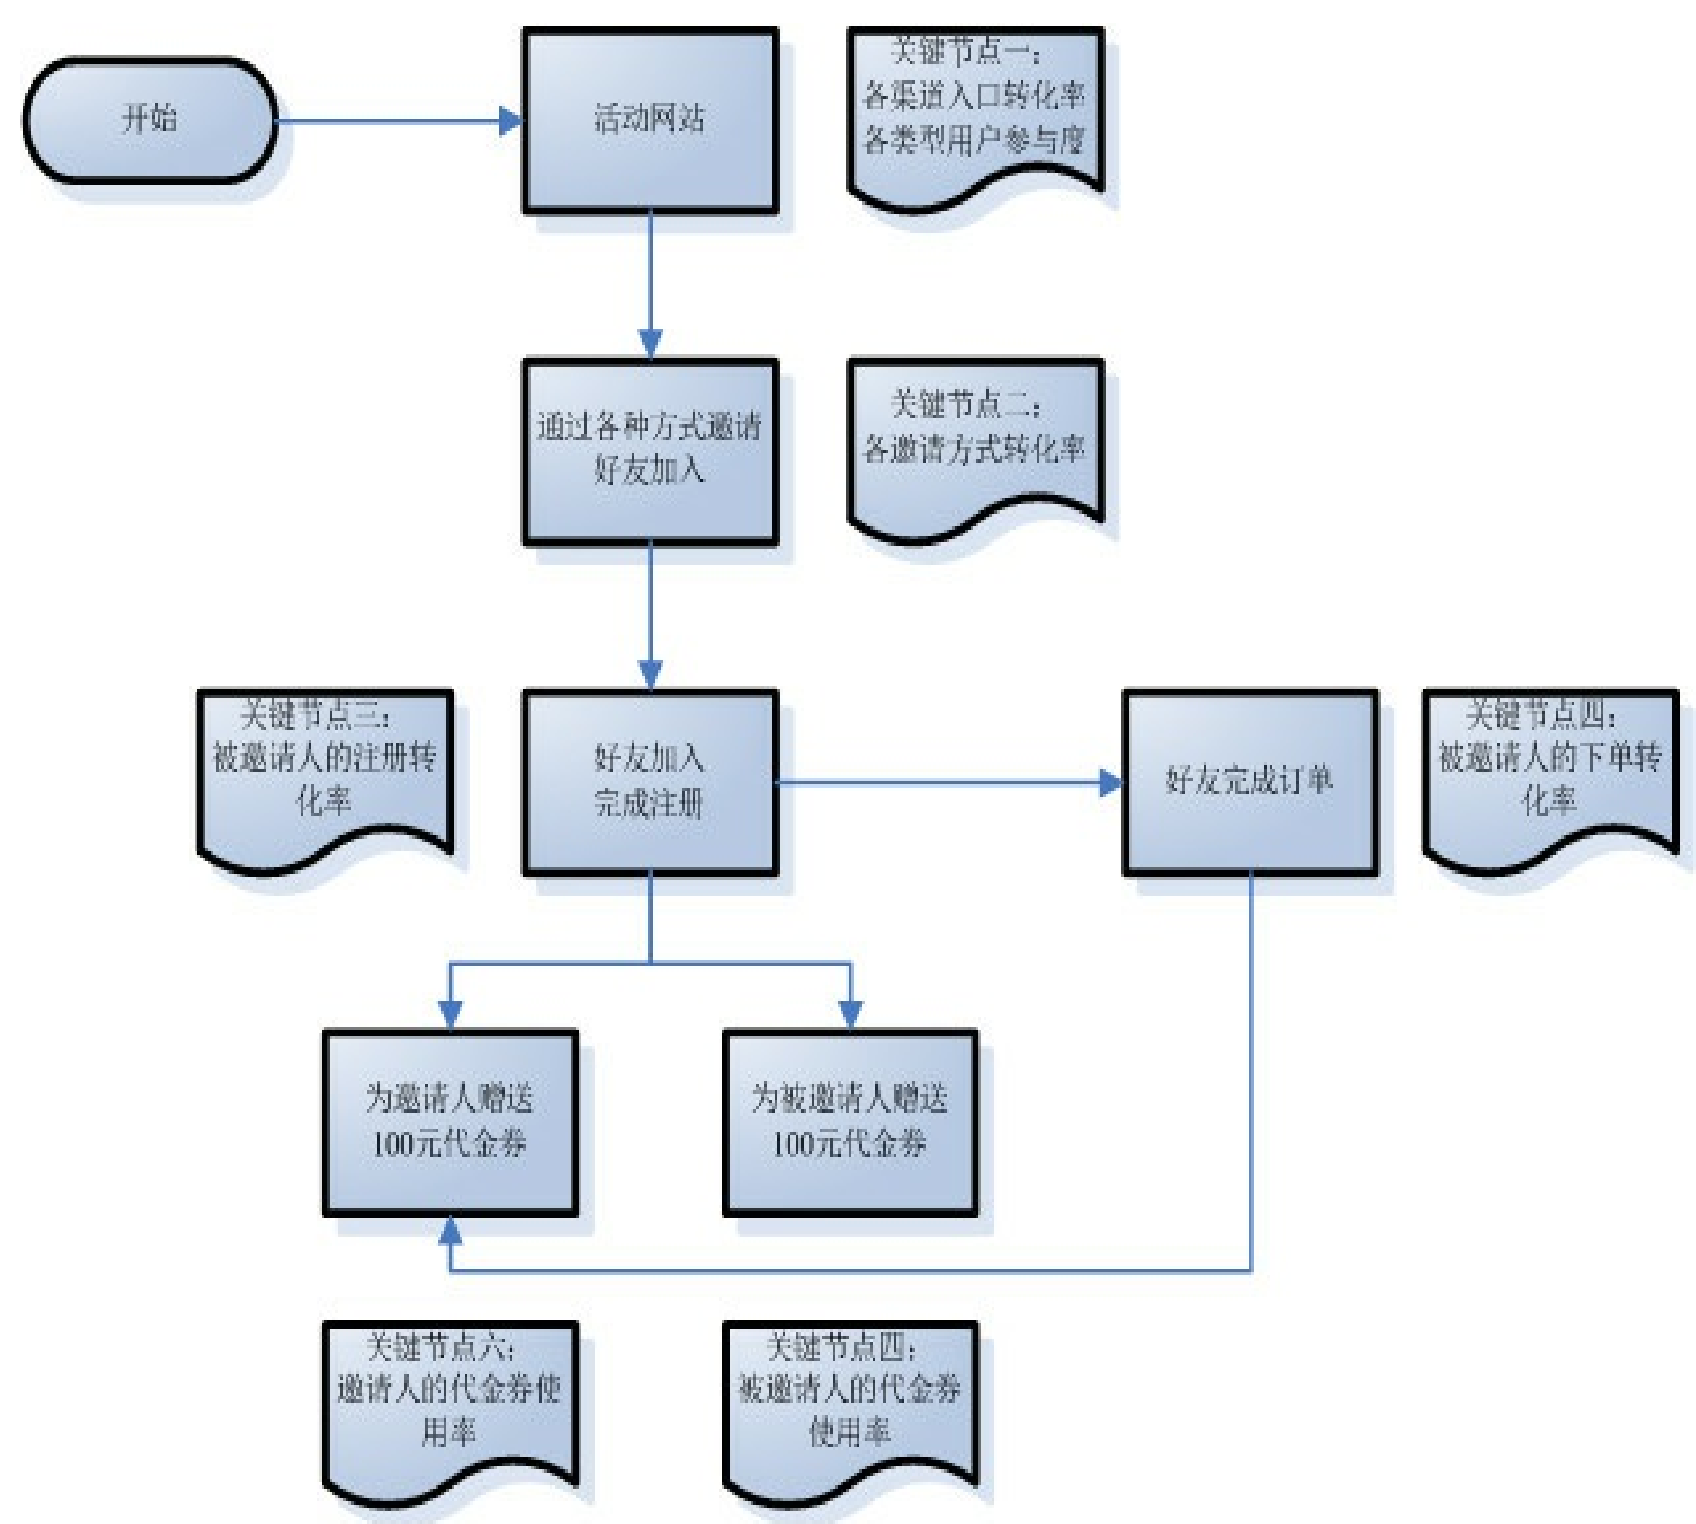 开始
活动网站
关键节点一：
各渠道入口转化率
各类型用户参与度
通过各种方式邀请
好友加入
关键节点二：
各邀请方式转化率
关键节点三：
被邀请人的注册转
化率
好友加入
完成注册
好友完成订单
关键节点四：
被邀请人的下单转
化率
为邀请人赠送
100元代金券
为被邀请人赠送
100元代金券
关键节点六：
邀请人的代金券使
用率
关键节点四：
被邀请人的代金券
使用率